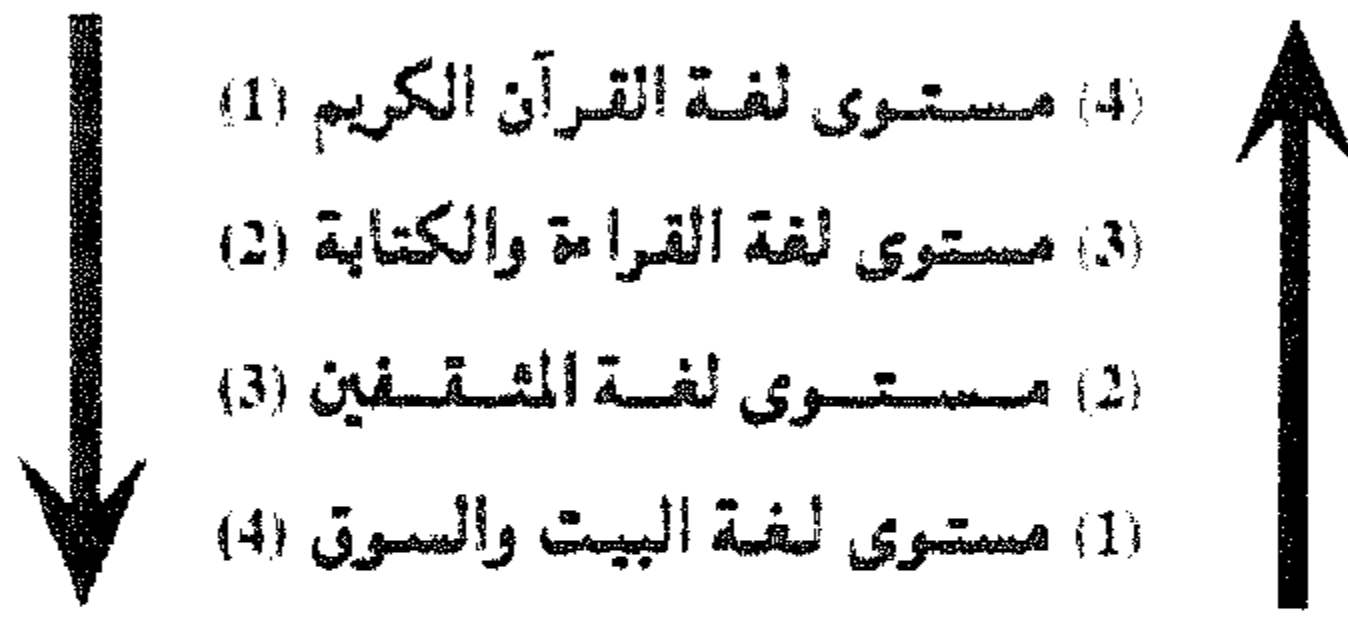 (4) مستوى لغة القرآن الكريم (1)
(3) مستوى لغة القراءة والكتابة (2)
(2) مستوى لغة المثقفين (3)
(1) مستوى لغة البيت والسوق (4)